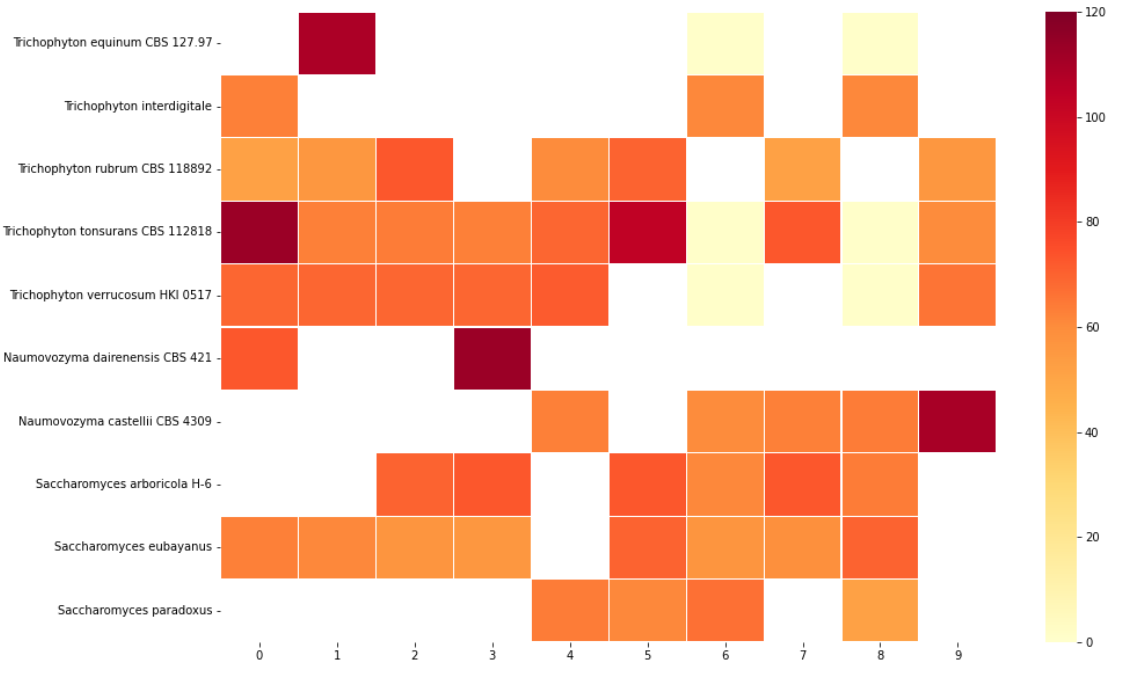 Trichophyton equinum CBS 127.97
Trichophyton interdigitale
Trichophyton rubrum CBS 118892
Trichophyton tonsurans CBS 112818
Trichophyton verrucosum HKI 0517
Naumovozyma dairenensis CBS 421
Naumovozyma castellii CBS 4309
Saccharomyces arboricola H-6
Saccharomyces eubayanus
Saccharomyces paradoxus
0 1 2 3 4 5 6 7 8 9
120
100
80
60
40
20
0